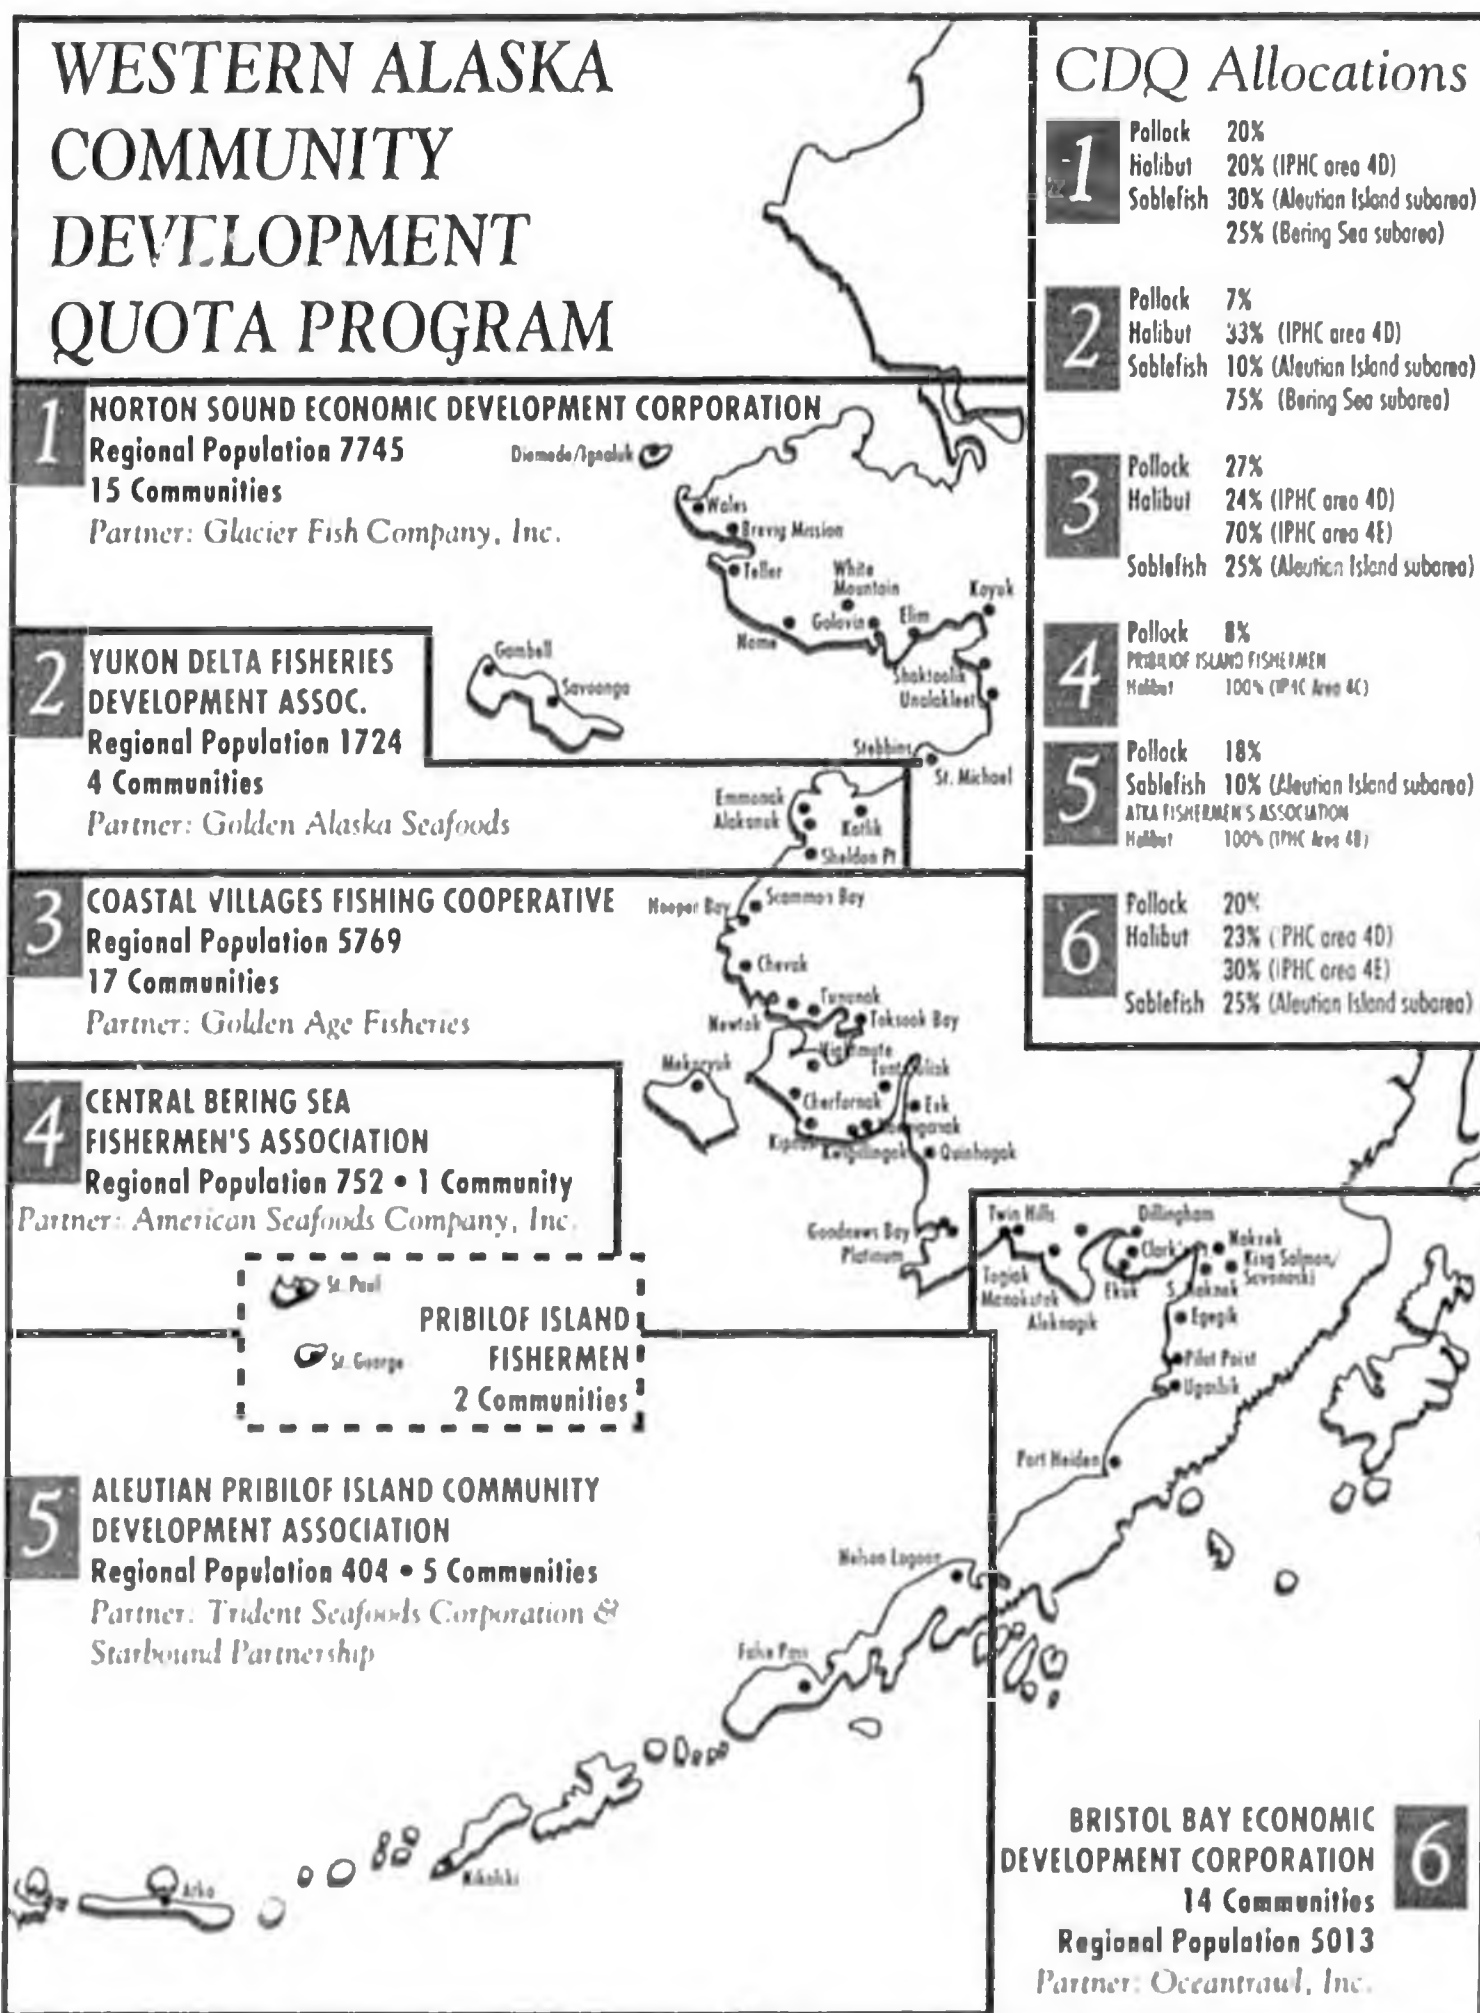 WESTERN ALASKA
COMMUNITY
DEVELOPMENT
QUOTA PROGRAM
CDQ Allocations
1
Pollock 20%
Halibut 20% (IPHC area 4D)
Sablefish 30% (Aleutian Island subarea)
25% (Bering Sea subarea)
2
Pollock 7%
Halibut 33% (IPHC area 4D)
Sablefish 10% (Aleutian Island subarea)
75% (Bering Sea subarea)
3
Pollock 27%
Halibut 24% (IPHC area 4D)
70% (IPHC area 4E)
Sablefish 25% (Aleutian Island subarea)
4
Pollock 8%
PRIBILOF ISLAND FISHERMEN
Halibut 100% (IPHC Area 4C)
5
Pollock 18%
Sablefish 10% (Aleutian Island subarea)
ATKA FISHERMEN'S ASSOCIATION
Halibut 100% (IPHC Area 4B)
6
Pollock 20%
Halibut 23% (IPHC area 4D)
30% (IPHC area 4E)
Sablefish 25% (Aleutian Island subarea)
1
NORTON SOUND ECONOMIC DEVELOPMENT CORPORATION
Regional Population 7745
15 Communities
Partner: Glacier Fish Company, Inc.
Diomede/Ignaluk
Wales
Brevig Mission
Teller
White
Mountain
Koyuk
Nome
Golovin
Elim
Shaktoolik
Unalakleet
Gambell
Savoonga
Stebbins
St. Michael
2
YUKON DELTA FISHERIES
DEVELOPMENT ASSOC.
Regional Population 1724
4 Communities
Partner: Golden Alaska Seafoods
Emmonak
Alakanuk
Kotlik
Sheldon Pt
3
COASTAL VILLAGES FISHING COOPERATIVE
Regional Population 5769
17 Communities
Partner: Golden Age Fisheries
Hooper Bay
Scammon Bay
Chevak
Tununak
Newtok
Toksook Bay
Nightmute
Mekoryuk
Tuntutuliak
Cherfornak
Eek
Kipnuk
Kwigillingok
Quinhagak
Goodnews Bay
Platinum
4
CENTRAL BERING SEA
FISHERMEN'S ASSOCIATION
Regional Population 752 • 1 Community
Partner: American Seafoods Company, Inc.
St. Paul
St. George
PRIBILOF ISLAND
FISHERMEN
2 Communities
Twin Hills
Dillingham
Clark's Pt.
Naknek
King Salmon/
Savonoski
Togiak
Manokotak
Aleknagik
Ekuk
S. Naknek
Egegik
Pilot Point
Ugashik
Port Heiden
5
ALEUTIAN PRIBILOF ISLAND COMMUNITY
DEVELOPMENT ASSOCIATION
Regional Population 404 • 5 Communities
Partner: Trident Seafoods Corporation &
Starbound Partnership
Nelson Lagoon
False Pass
Nikolski
Atka
BRISTOL BAY ECONOMIC
DEVELOPMENT CORPORATION
14 Communities
Regional Population 5013
Partner: Oceantrawl, Inc.
6